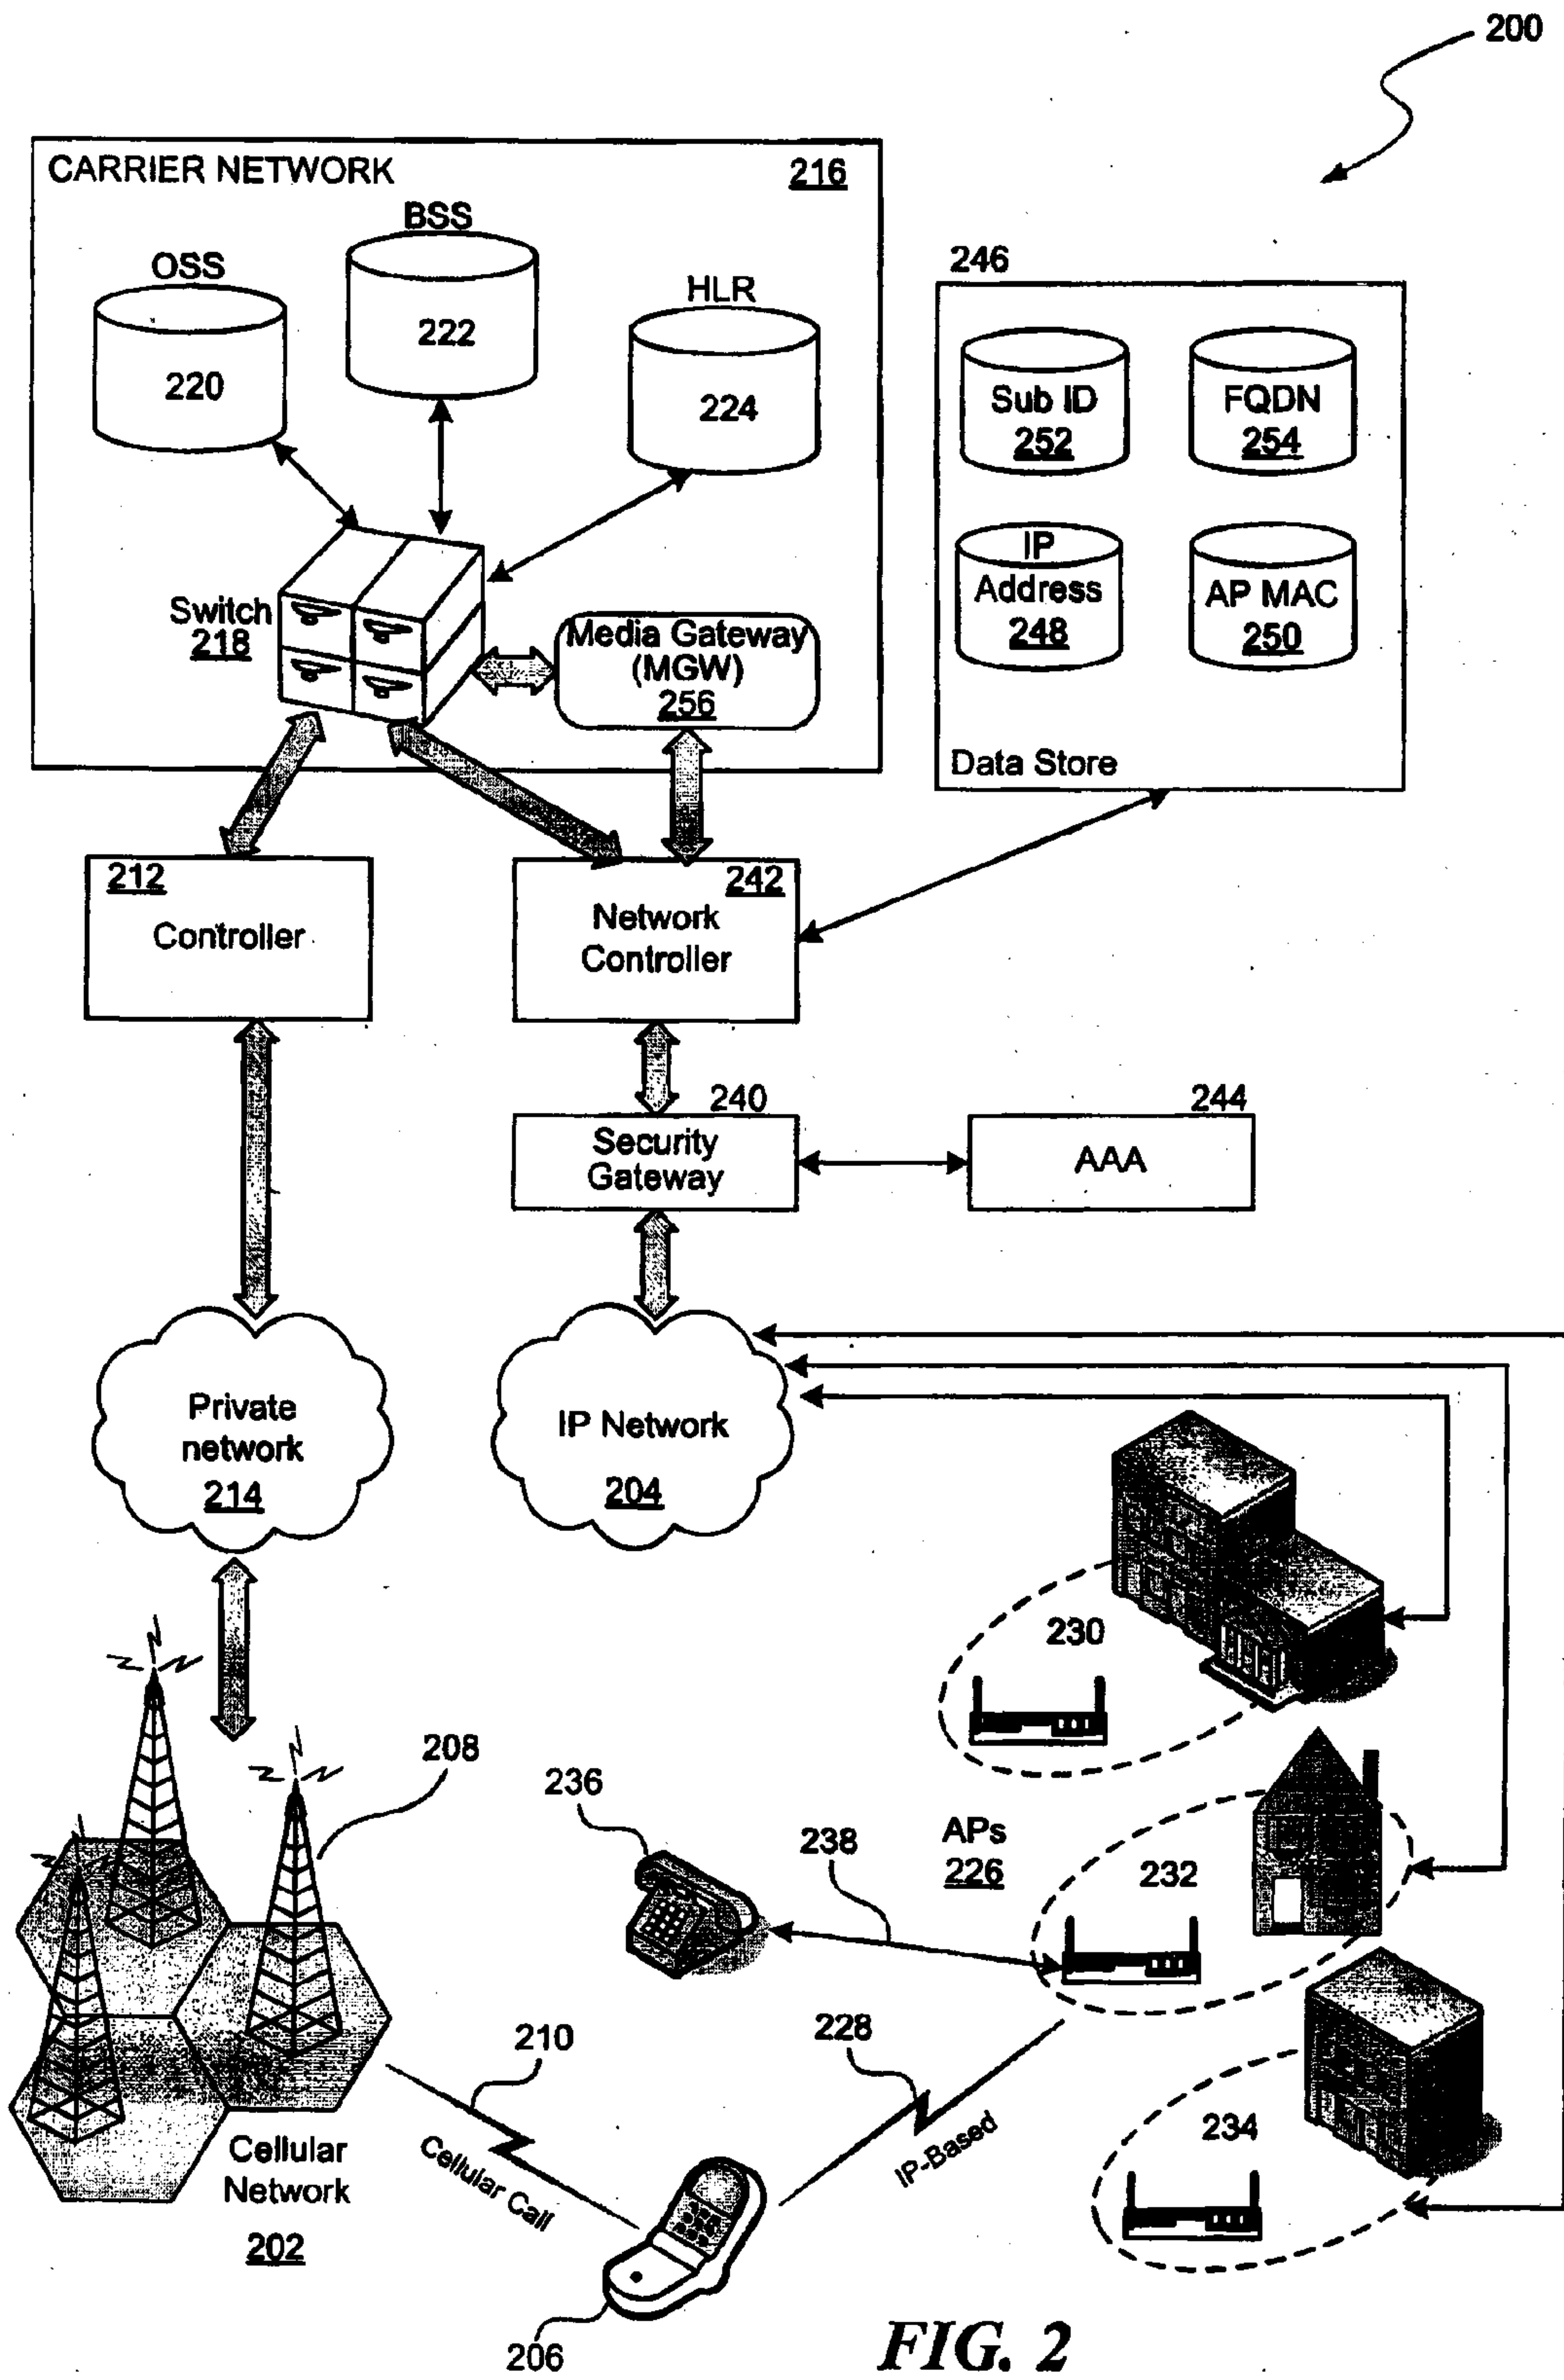 200
CARRIER NETWORK
216
BSS
OSS
HLR
222
220
224
246
Sub ID
252
FQDN
254
IP
Address
248
AP MAC
250
Data Store
Switch
218
Media Gateway
(MGW)
256
212
Controller
242
Network
Controller
240
Security
Gateway
244
AAA
Private
network
214
IP Network
204
230
208
236
238
APs
226
232
210
228
234
Cellular Call
IP-Based
Cellular
Network
202
206
FIG. 2